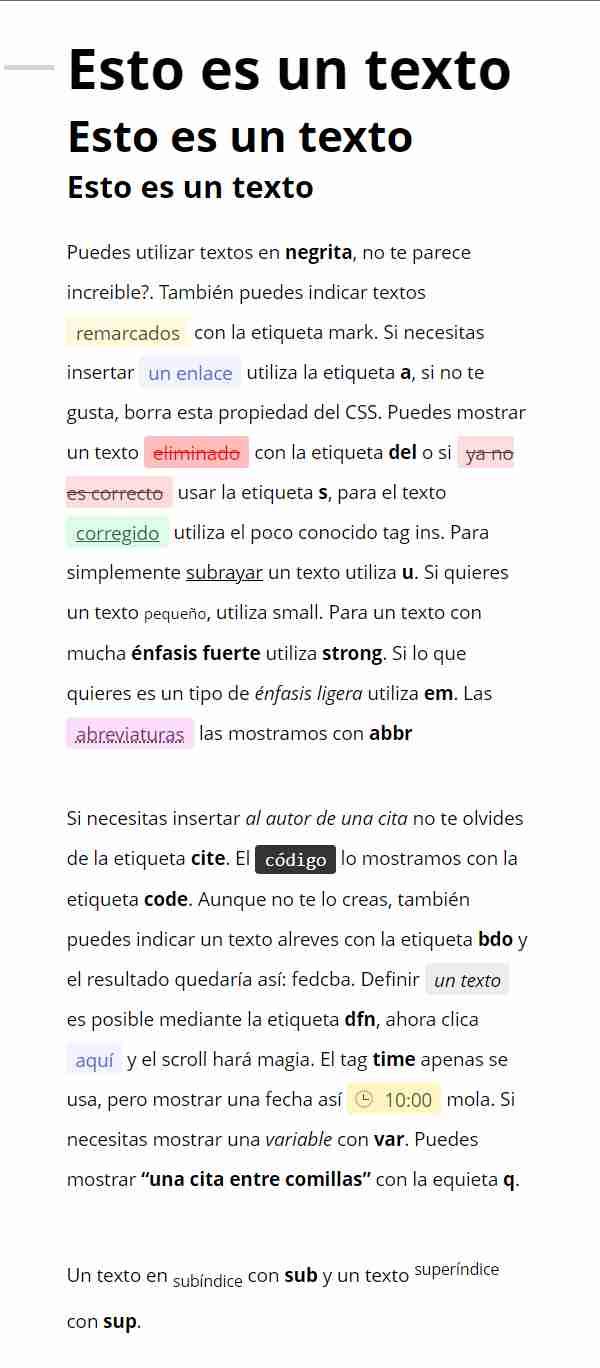 Esto es un texto
Esto es un texto
Esto es un texto
Puedes utilizar textos en negrita, no te parece
increible?. También puedes indicar textos
remarcados con la etiqueta mark. Si necesitas
insertar un enlace utiliza la etiqueta a, si no te
gusta, borra esta propiedad del CSS. Puedes mostrar
un texto eliminado con la etiqueta del o si ya no
es correcto usar la etiqueta s, para el texto
corregido utiliza el poco conocido tag ins. Para
simplemente subrayar un texto utiliza u. Si quieres
un texto pequeño, utiliza small. Para un texto con
mucha énfasis fuerte utiliza strong. Si lo que
quieres es un tipo de énfasis ligera utiliza em. Las
abreviaturas las mostramos con abbr
Si necesitas insertar al autor de una cita no te olvides
de la etiqueta cite. El código lo mostramos con la
etiqueta code. Aunque no te lo creas, también
puedes indicar un texto alreves con la etiqueta bdo y
el resultado quedaría así: fedcba. Definir un texto
es posible mediante la etiqueta dfn, ahora clica
aquí y el scroll hará magia. El tag time apenas se
usa, pero mostrar una fecha así 10:00 mola. Si
necesitas mostrar una variable con var. Puedes
mostrar “una cita entre comillas” con la equieta q.
Un texto en subíndice con sub y un texto superíndice
con sup.